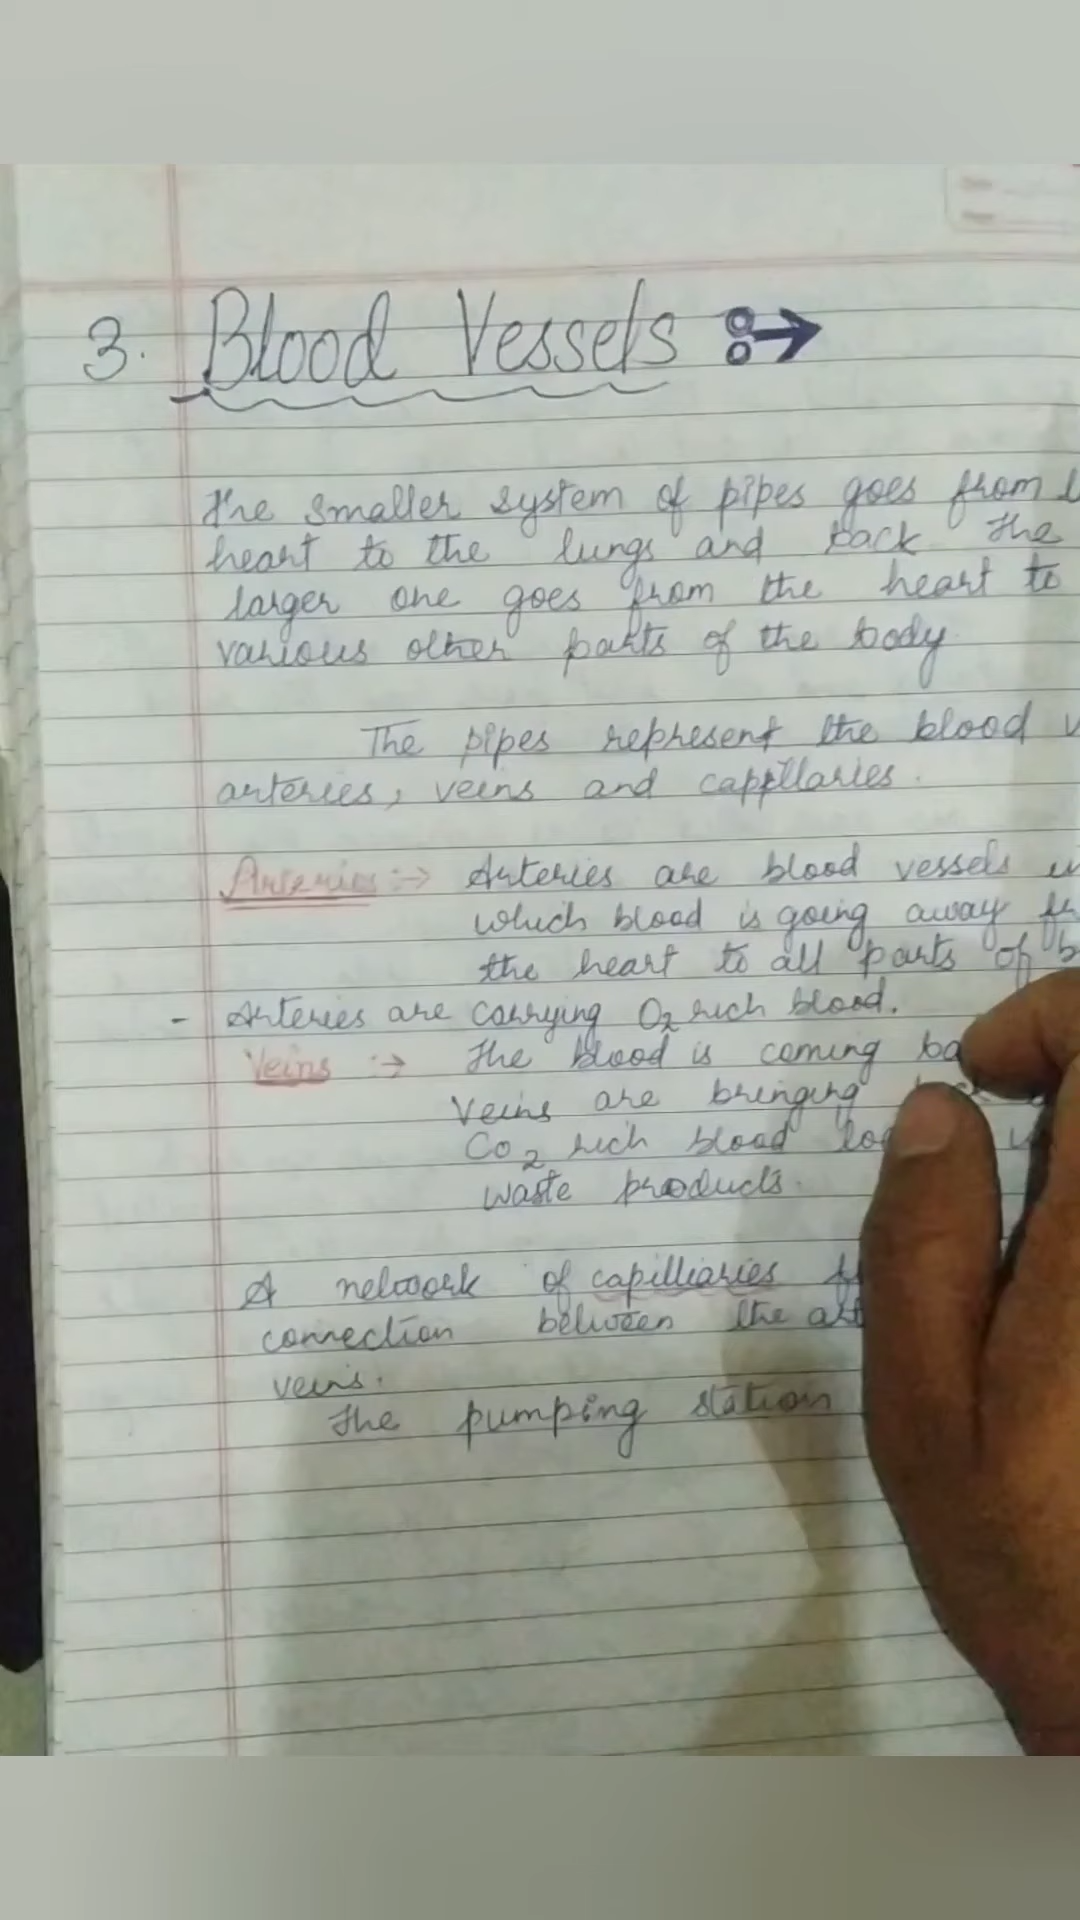 3. Blood Vessels :→
The smaller system of pipes goes from
heart to the lungs and back The
larger one goes from the heart to
various other parts of the body.
The pipes represent the blood
arteries, veins and cappilaries.
Arteries :→ Arteries are blood vessels
which blood is going away
the heart to all parts of
- Arteries are carrying O2 rich blood.
Veins :→ The blood is coming
Veins are bringing
CO2 rich blood
waste products.
A network of capilliaries
connection between the
veins.
The pumping station